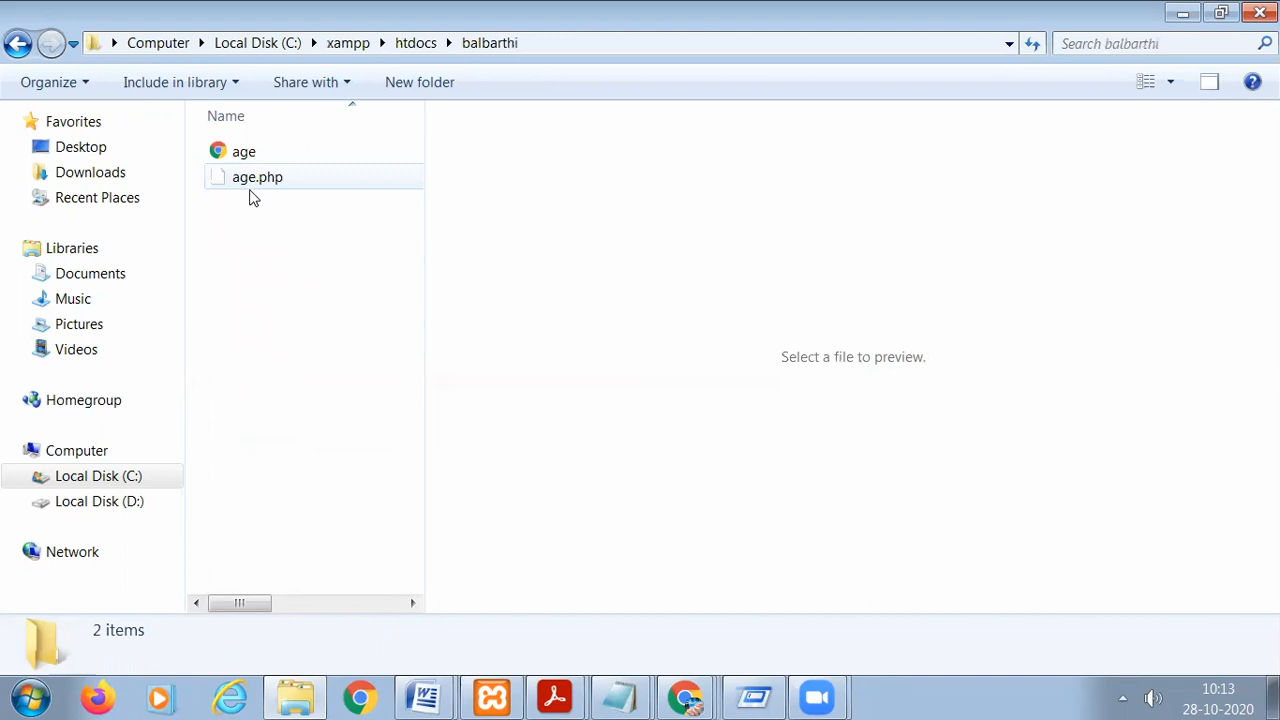 Computer Local Disk (C:) xampp htdocs balbarthi Search balbarthi
Organize Include in library Share with New folder
Name
age
age.php
Favorites
Desktop
Downloads
Recent Places
Libraries
Documents
Music
Pictures
Videos
Homegroup
Computer
Local Disk (C:)
Local Disk (D:)
Network
Select a file to preview.
2 items
10:13
28-10-2020